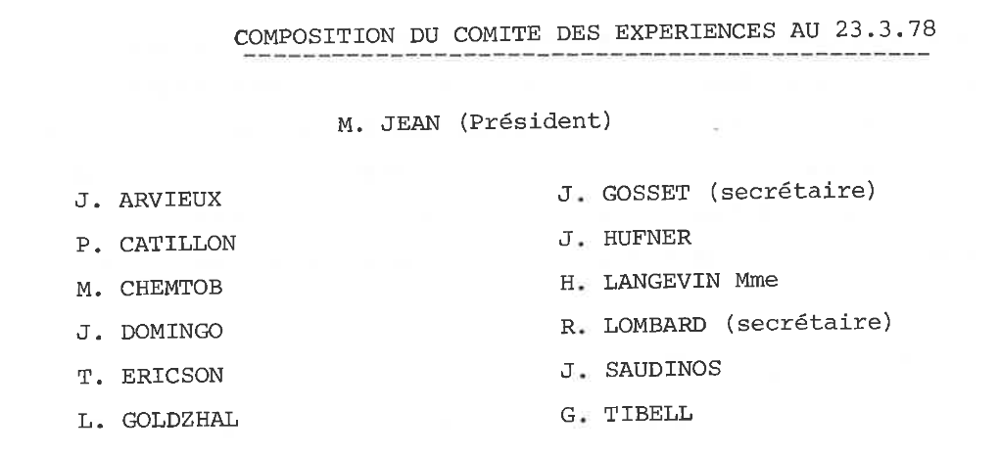 COMPOSITION DU COMITE DES EXPERIENCES AU 23.3.78
M. JEAN (Président)
J. ARVIEUX
P. CATILLON
M. CHEMTOB
J. DOMINGO
T. ERICSON
L. GOLDZHAL
J. GOSSET (secrétaire)
J. HUFNER
H. LANGEVIN Mme
R. LOMBARD (secrétaire)
J. SAUDINOS
G. TIBELL